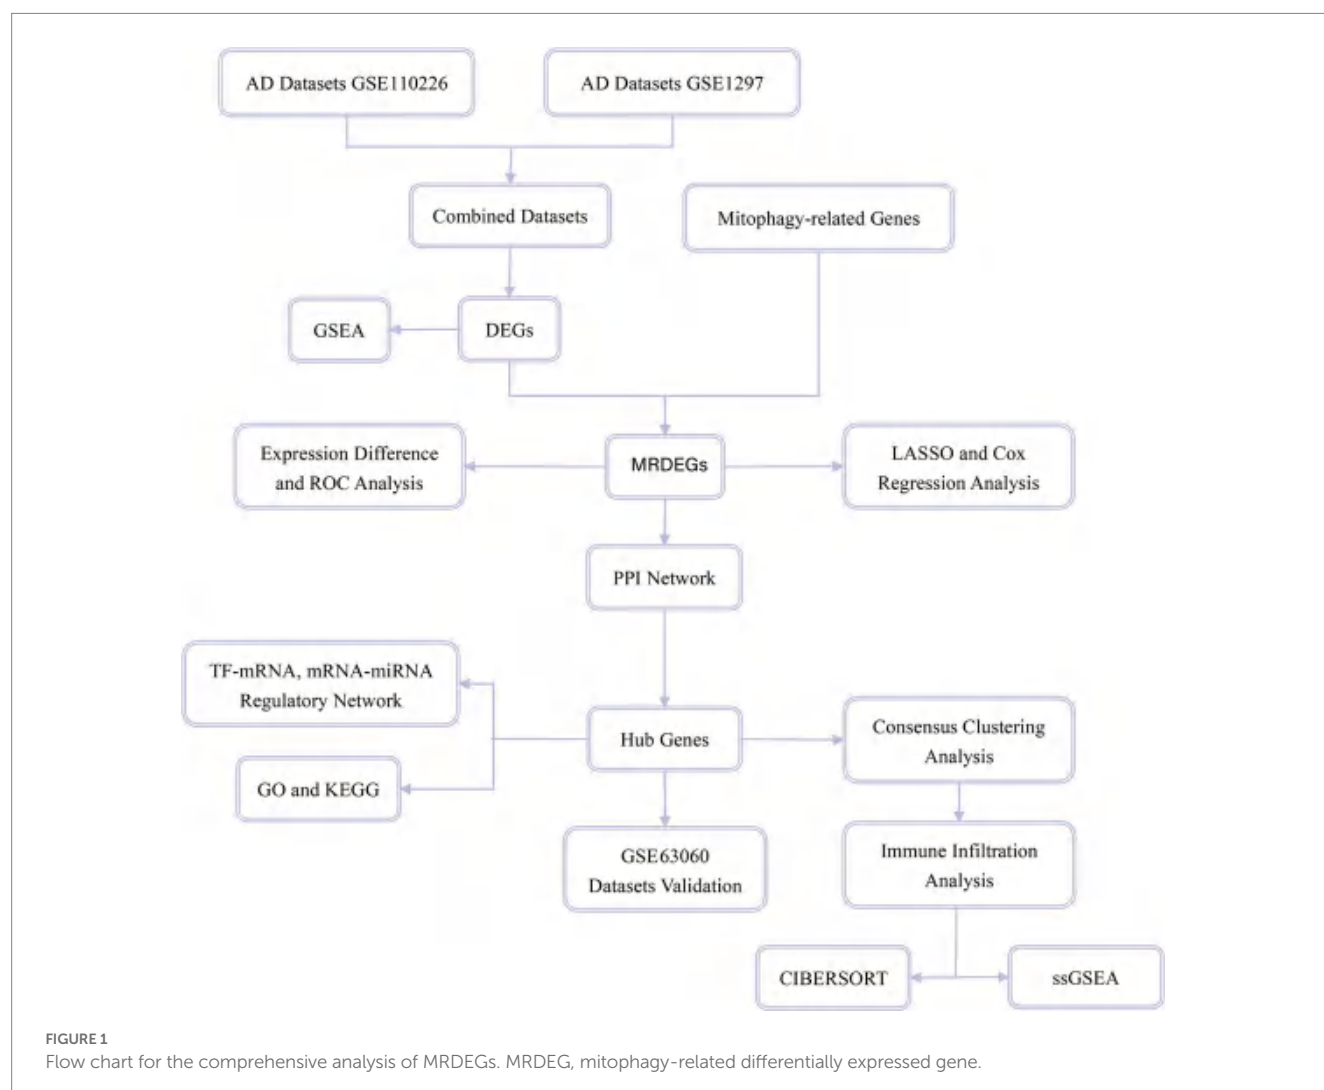 AD Datasets GSE110226
AD Datasets GSE1297
Combined Datasets
Mitophagy-related Genes
GSEA
DEGs
Expression Difference
and ROC Analysis
MRDEGs
LASSO and Cox
Regression Analysis
PPI Network
TF-mRNA, mRNA-miRNA
Regulatory Network
Hub Genes
Consensus Clustering
Analysis
GO and KEGG
GSE63060
Datasets Validation
Immune Infiltration
Analysis
CIBERSORT
ssGSEA
FIGURE 1
Flow chart for the comprehensive analysis of MRDEGs. MRDEG, mitophagy-related differentially expressed gene.